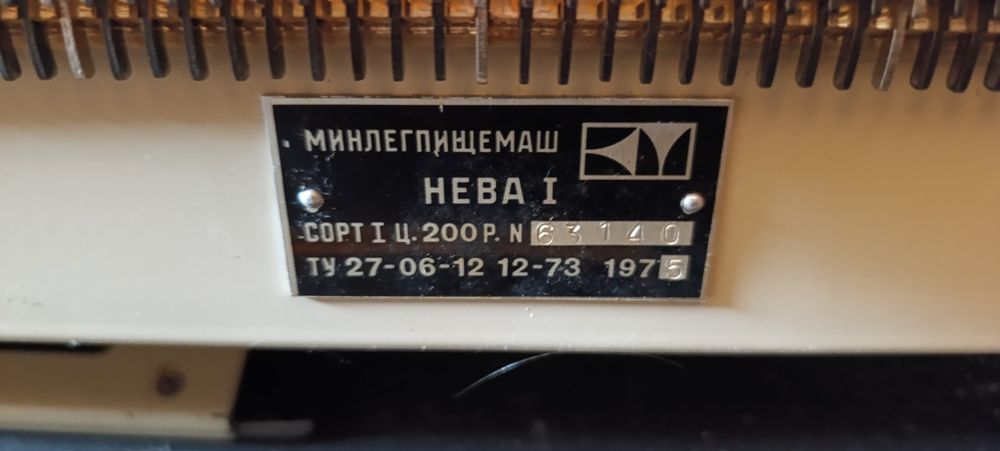 МИНЛЕГПИЩЕМАШ
НЕВА I
СОРТ I Ц. 200 Р. N 63140
ТУ 27-06-12 12-73 1975